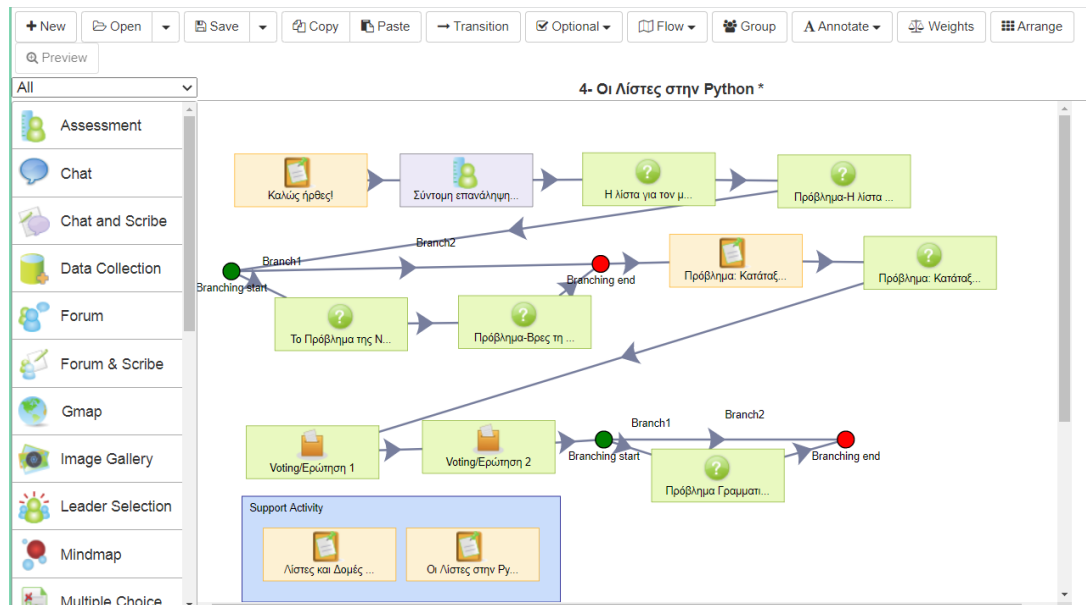 New
Open
Save
Copy
Paste
Transition
Optional
Flow
Group
Annotate
Weights
Arrange
Preview
All
4- Οι Λίστες στην Python *
Assessment
Chat
Chat and Scribe
Data Collection
Forum
Forum & Scribe
Gmap
Image Gallery
Leader Selection
Mindmap
Multiple Choice
Καλώς ήρθες!
Σύντομη επανάληψη...
Η λίστα για τον μ...
Πρόβλημα-Η λίστα ...
Branch2
Branch1
Branching start
Branching end
Πρόβλημα: Κατάταξ...
Πρόβλημα: Κατάταξ...
Το Πρόβλημα της Ν...
Πρόβλημα-Βρες τη ...
Voting/Ερώτηση 1
Voting/Ερώτηση 2
Branching start
Branch1
Branch2
Branching end
Πρόβλημα Γραμματι...
Support Activity
Λίστες και Δομές ...
Οι Λίστες στην Py...